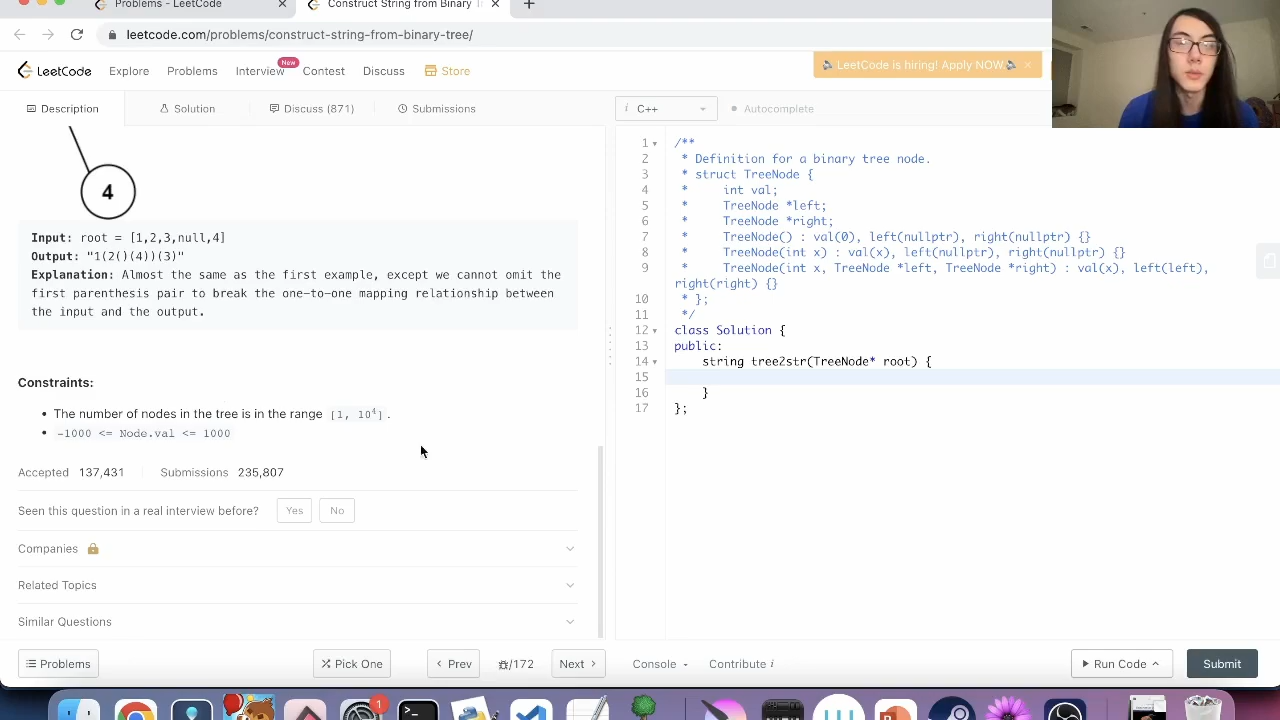 Problems - LeetCode
Construct String from Binary T
leetcode.com/problems/construct-string-from-binary-tree/
LeetCode
Explore
Problems
Interview
New
Contest
Discuss
Store
LeetCode is hiring! Apply NOW.
Description
Solution
Discuss (871)
Submissions
i C++
Autocomplete
4
Input: root = [1,2,3,null,4]
Output: "1(2()(4))(3)"
Explanation: Almost the same as the first example, except we cannot omit the
first parenthesis pair to break the one-to-one mapping relationship between
the input and the output.
Constraints:
• The number of nodes in the tree is in the range [1, 10⁴].
• -1000 <= Node.val <= 1000
Accepted 137,431 Submissions 235,807
Seen this question in a real interview before? Yes No
Companies
Related Topics
Similar Questions
Problems
Pick One
Prev
/172
Next
1 /**
2 * Definition for a binary tree node.
3 * struct TreeNode {
4 * int val;
5 * TreeNode *left;
6 * TreeNode *right;
7 * TreeNode() : val(0), left(nullptr), right(nullptr) {}
8 * TreeNode(int x) : val(x), left(nullptr), right(nullptr) {}
9 * TreeNode(int x, TreeNode *left, TreeNode *right) : val(x), left(left),
right(right) {}
10 * };
11 */
12 class Solution {
13 public:
14 string tree2str(TreeNode* root) {
15
16 }
17 };
Console
Contribute i
Run Code
Submit
1